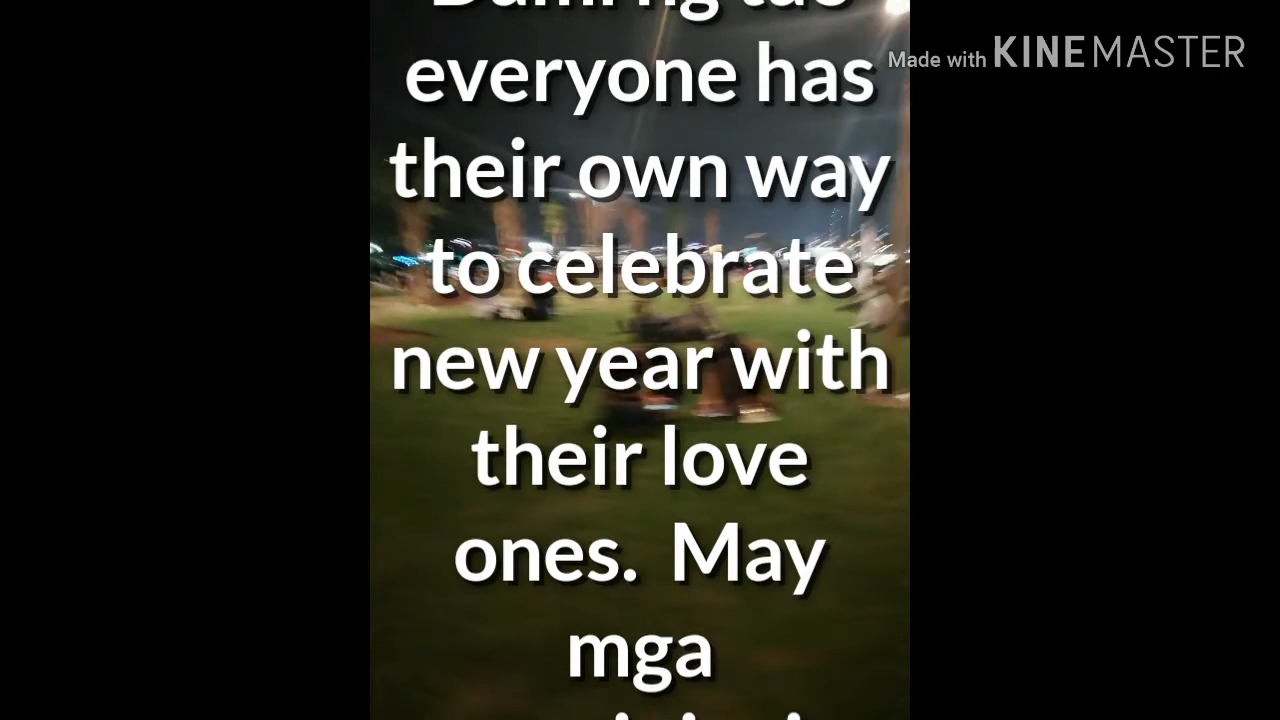 Made with KINEMASTER
everyone has
their own way
to celebrate
new year with
their love
ones.  May
mga